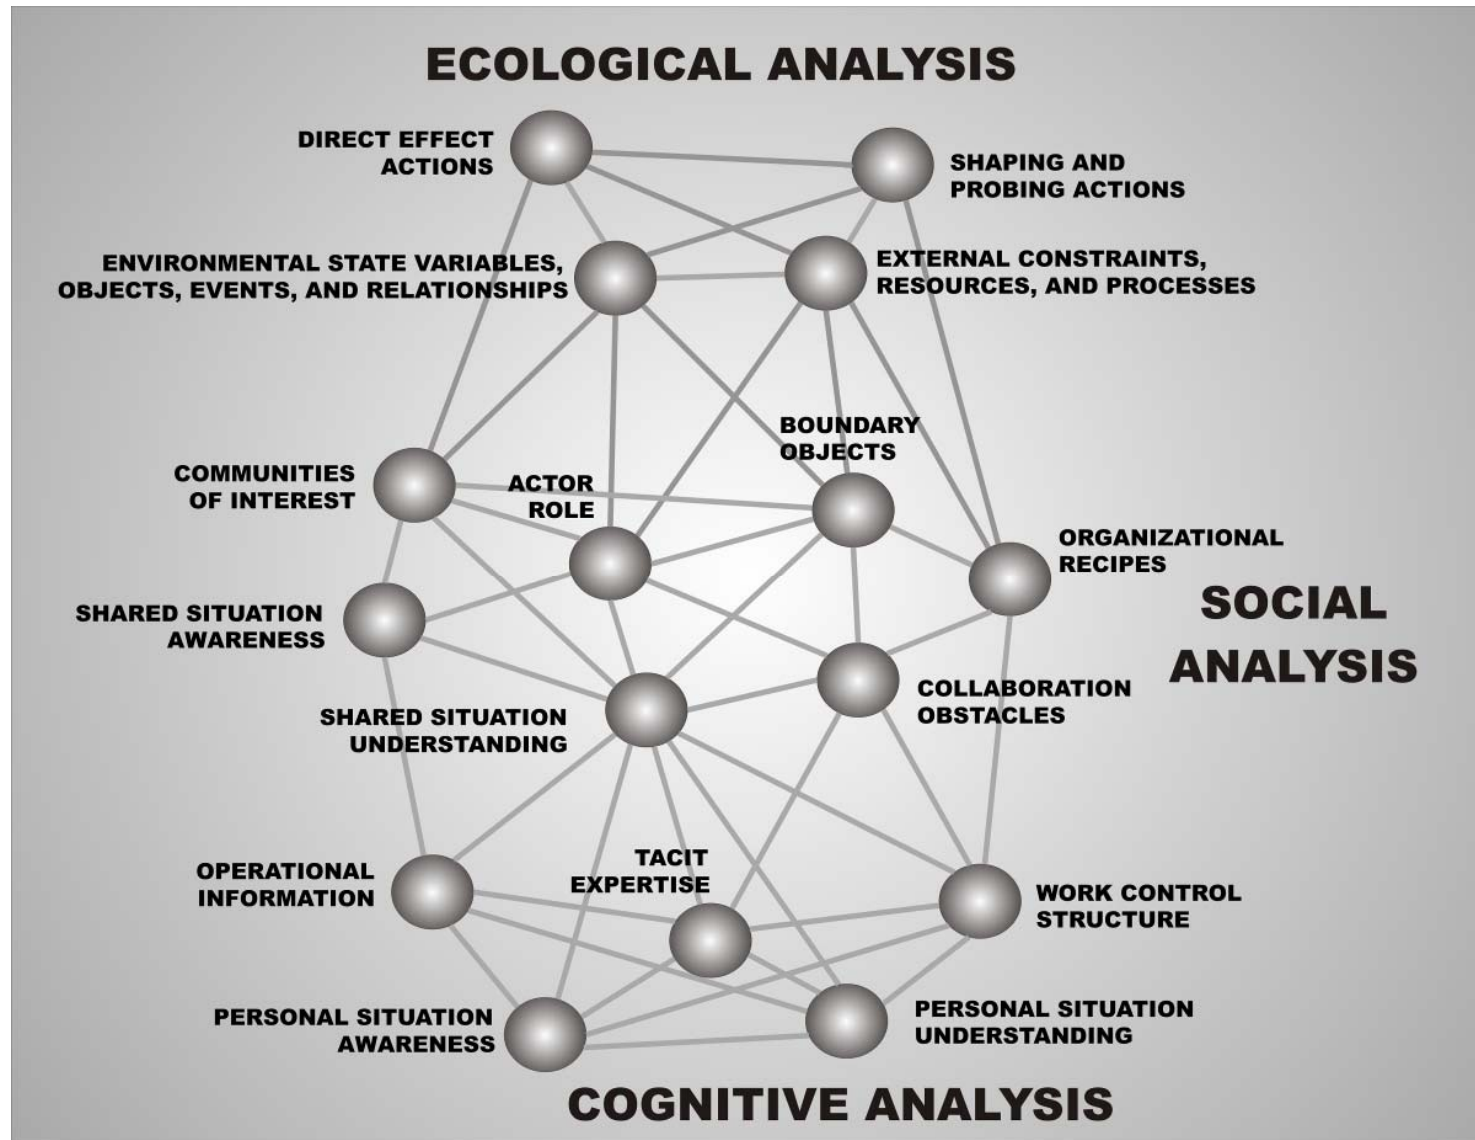 ECOLOGICAL ANALYSIS
DIRECT EFFECT
ACTIONS
SHAPING AND
PROBING ACTIONS
ENVIRONMENTAL STATE VARIABLES,
OBJECTS, EVENTS, AND RELATIONSHIPS
EXTERNAL CONSTRAINTS,
RESOURCES, AND PROCESSES
BOUNDARY
OBJECTS
COMMUNITIES
OF INTEREST
ACTOR
ROLE
ORGANIZATIONAL
RECIPES
SHARED SITUATION
AWARENESS
SOCIAL
ANALYSIS
COLLABORATION
OBSTACLES
SHARED SITUATION
UNDERSTANDING
TACIT
EXPERTISE
OPERATIONAL
INFORMATION
WORK CONTROL
STRUCTURE
PERSONAL SITUATION
AWARENESS
PERSONAL SITUATION
UNDERSTANDING
COGNITIVE ANALYSIS